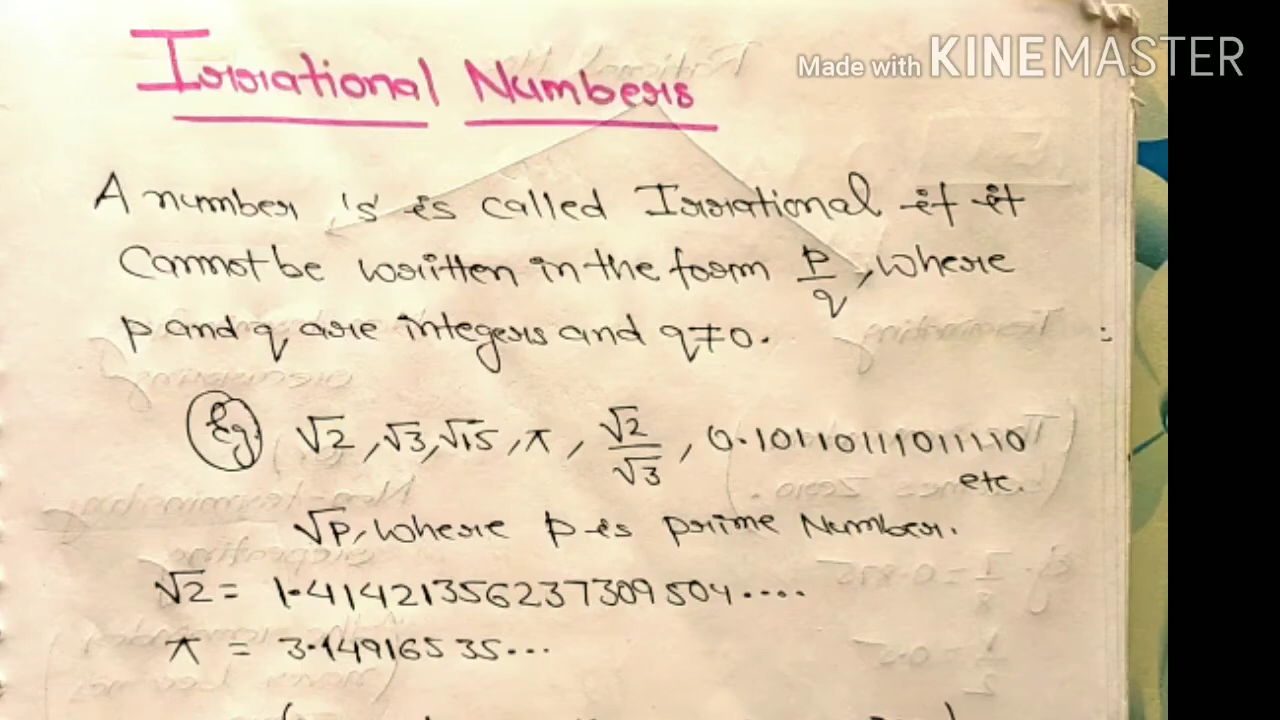 Irrational Numbers
Made with KINEMASTER
A number 's' is called Irrational if it
Cannot be written in the form p/q, where
p and q are integers and q≠0.
Eg. √2, √3, √15, π, √2/√3, 0.10110111011110
etc.
√p, where p is prime Number.
√2 = 1.41421356237309504....
π = 3.14916535...